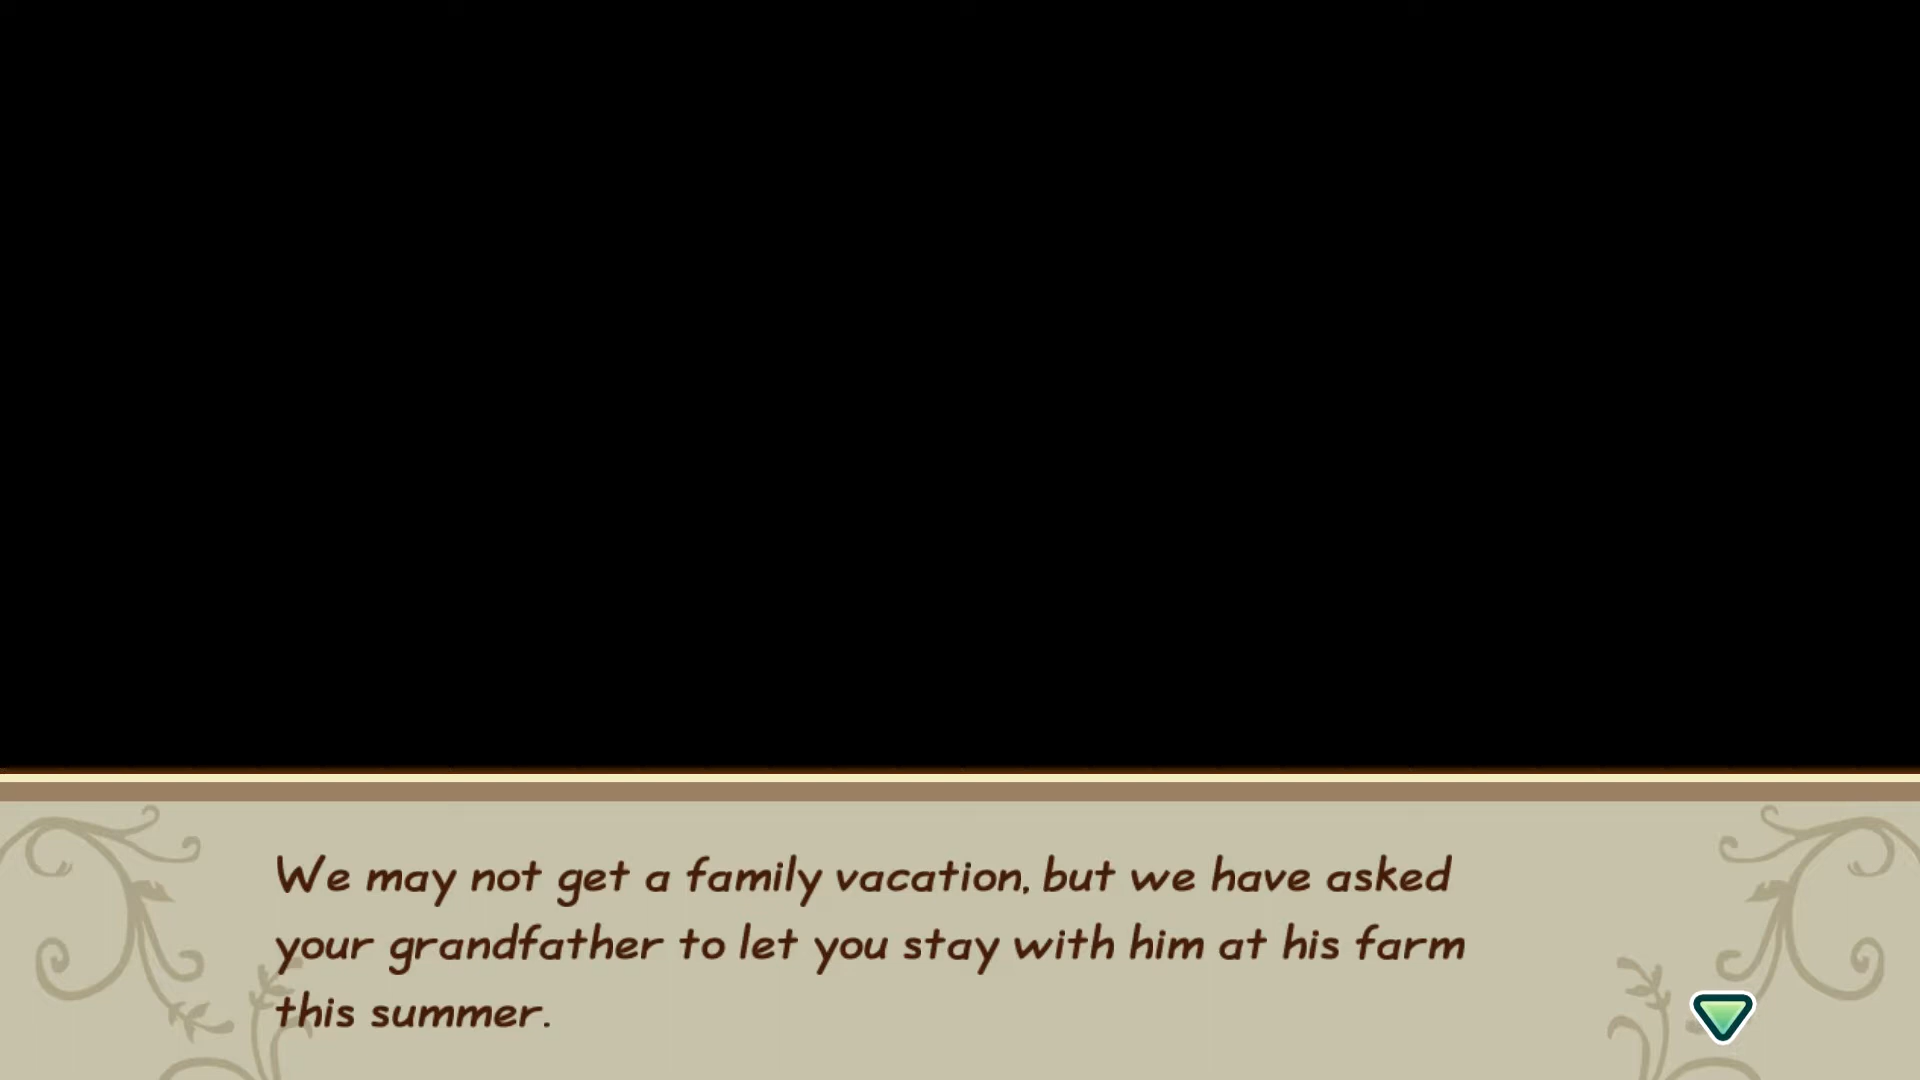 We may not get a family vacation, but we have asked
your grandfather to let you stay with him at his farm
this summer.